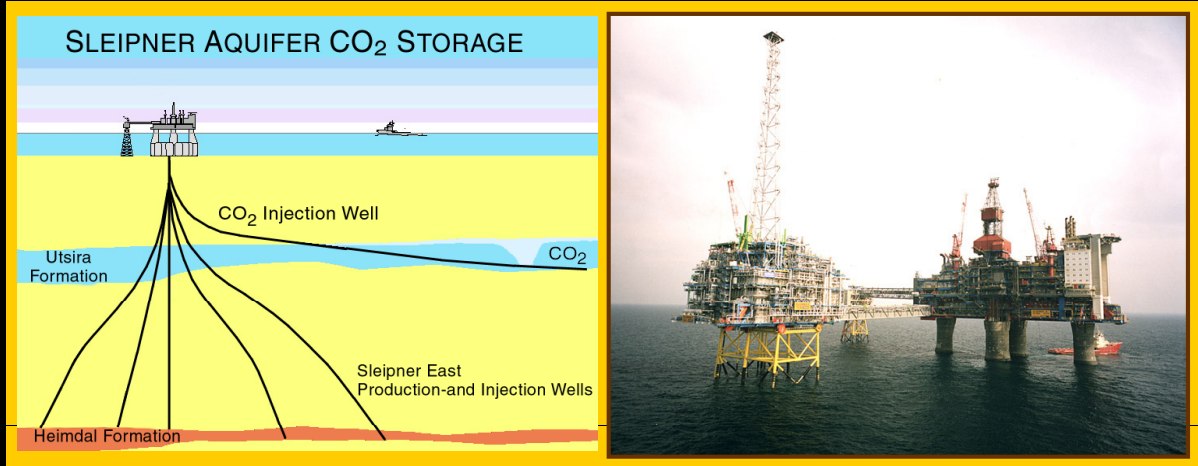 SLEIPNER AQUIFER CO2 STORAGE
CO2 Injection Well
Utsira
Formation
CO2
Sleipner East
Production-and Injection Wells
Heimdal Formation